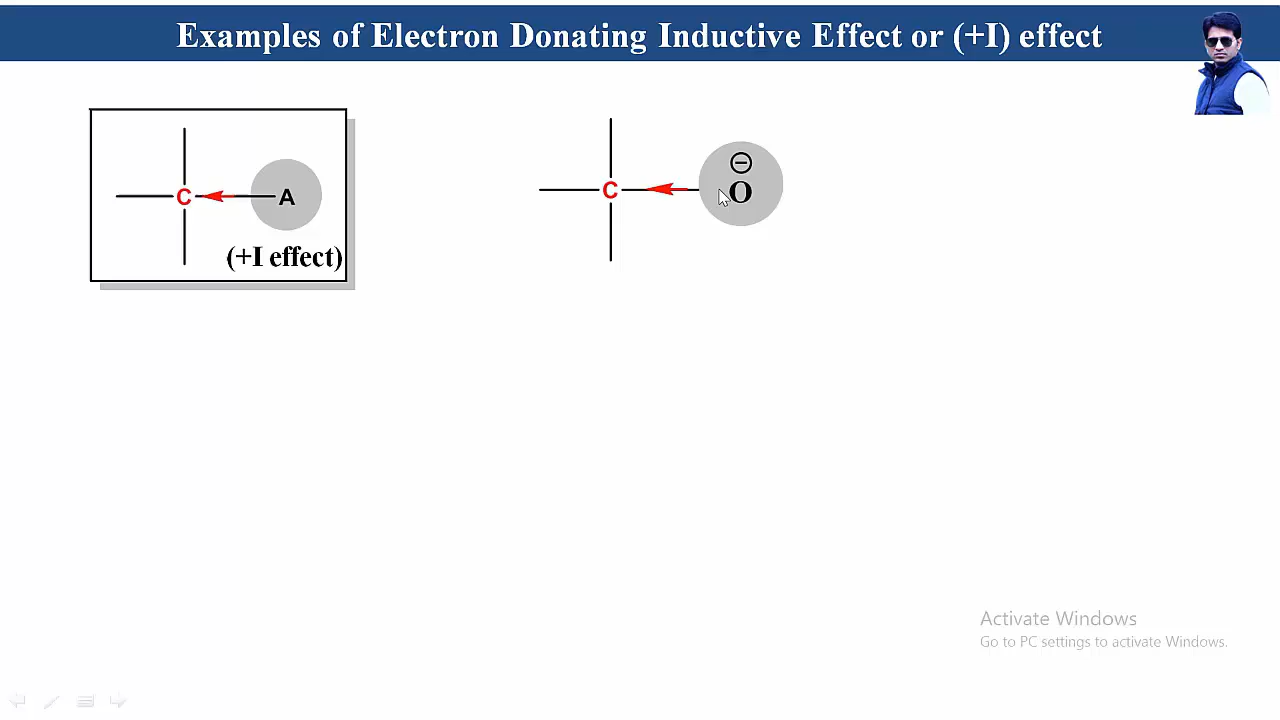 Examples of Electron Donating Inductive Effect or (+I) effect
C A
(+I effect)
⊖
C O
Activate Windows
Go to PC settings to activate Windows.